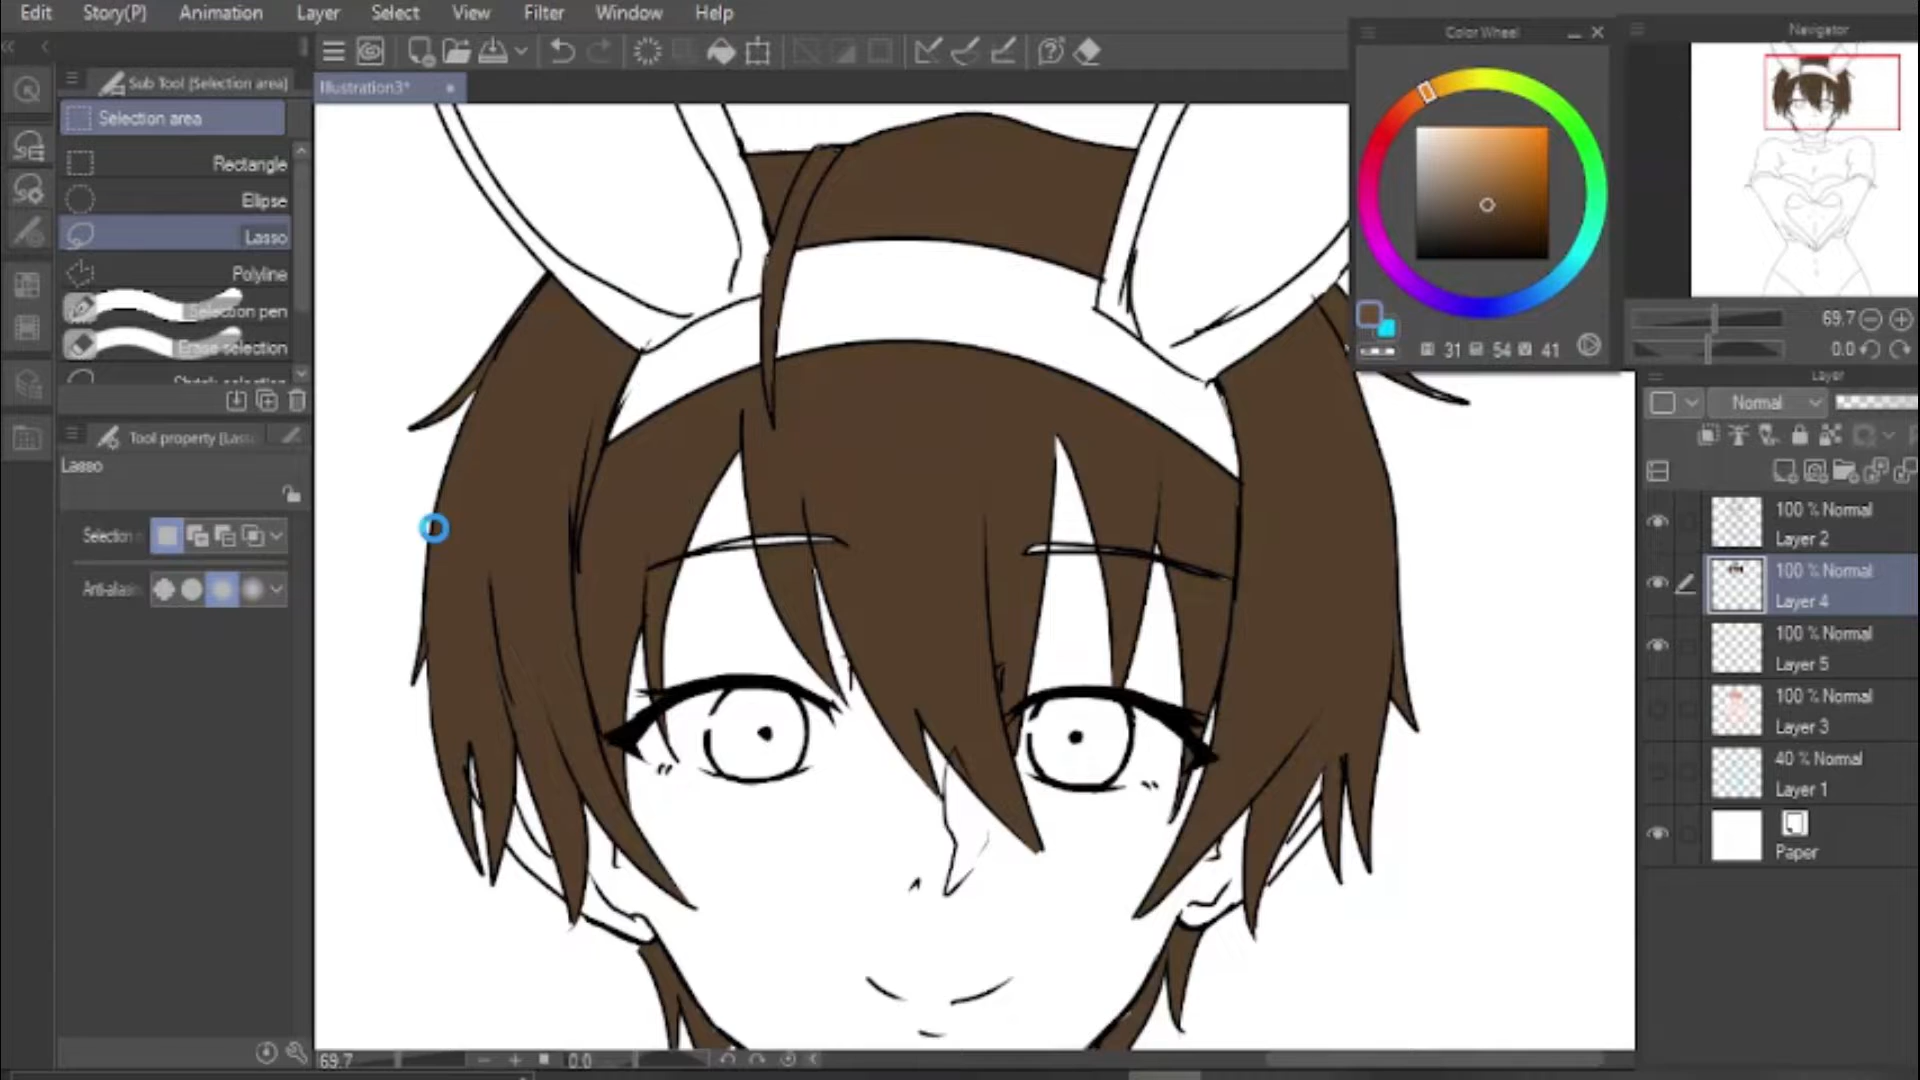 Edit Story(P) Animation Layer Select View Filter Window Help
Color Wheel
Navigator
Sub Tool [Selection area]
Illustration3*
Selection area
Rectangle
Ellipse
Lasso
Polyline
Selection pen
Erase selection
Shrink selection
69.7
31 54 41
0.0
Layer
Normal
Tool property [Lass
Lasso
Selection
Anti-alias
100 % Normal
Layer 2
100 % Normal
Layer 4
100 % Normal
Layer 5
100 % Normal
Layer 3
40 % Normal
Layer 1
Paper
69.7 0.0